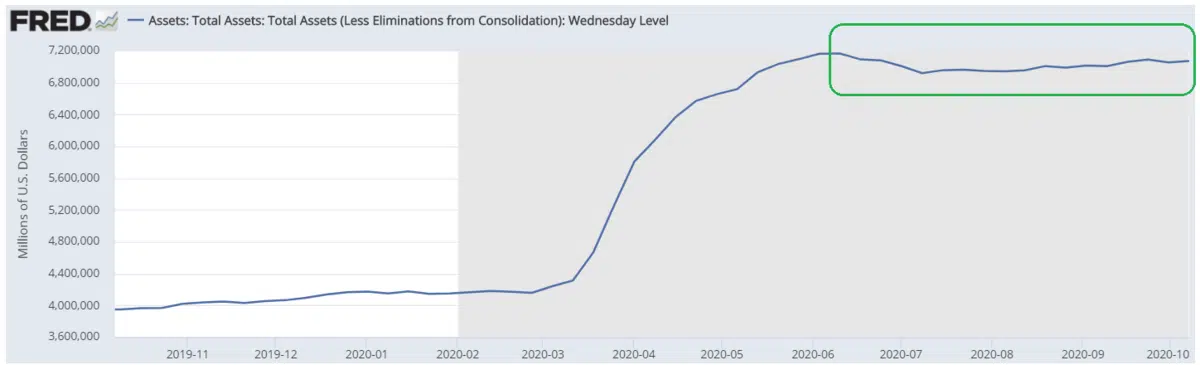 FRED
Assets: Total Assets: Total Assets (Less Eliminations from Consolidation): Wednesday Level
Millions of U.S. Dollars
7,200,000
6,800,000
6,400,000
6,000,000
5,600,000
5,200,000
4,800,000
4,400,000
4,000,000
3,600,000
2019-11 2019-12 2020-01 2020-02 2020-03 2020-04 2020-05 2020-06 2020-07 2020-08 2020-09 2020-10